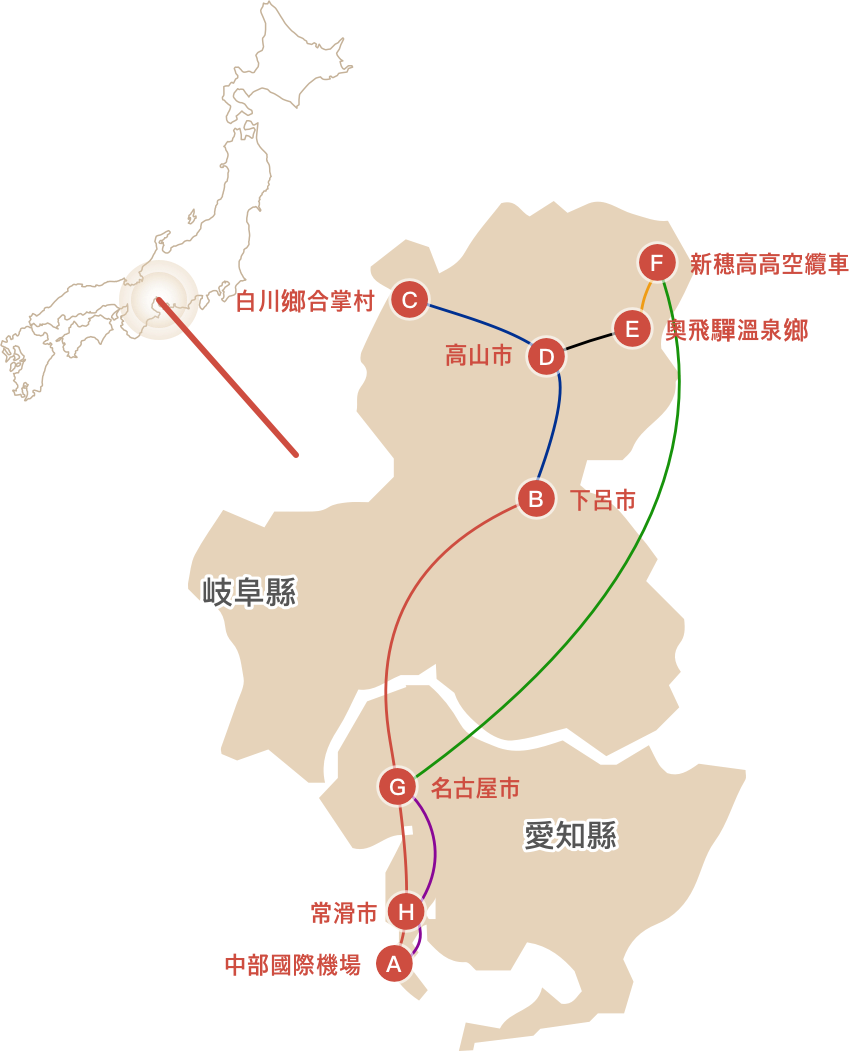 F 新穗高高空纜車
白川鄉合掌村 C
E 奧飛驒溫泉鄉
高山市 D
B 下呂市
岐阜縣
G 名古屋市
愛知縣
常滑市 H
中部國際機場 A